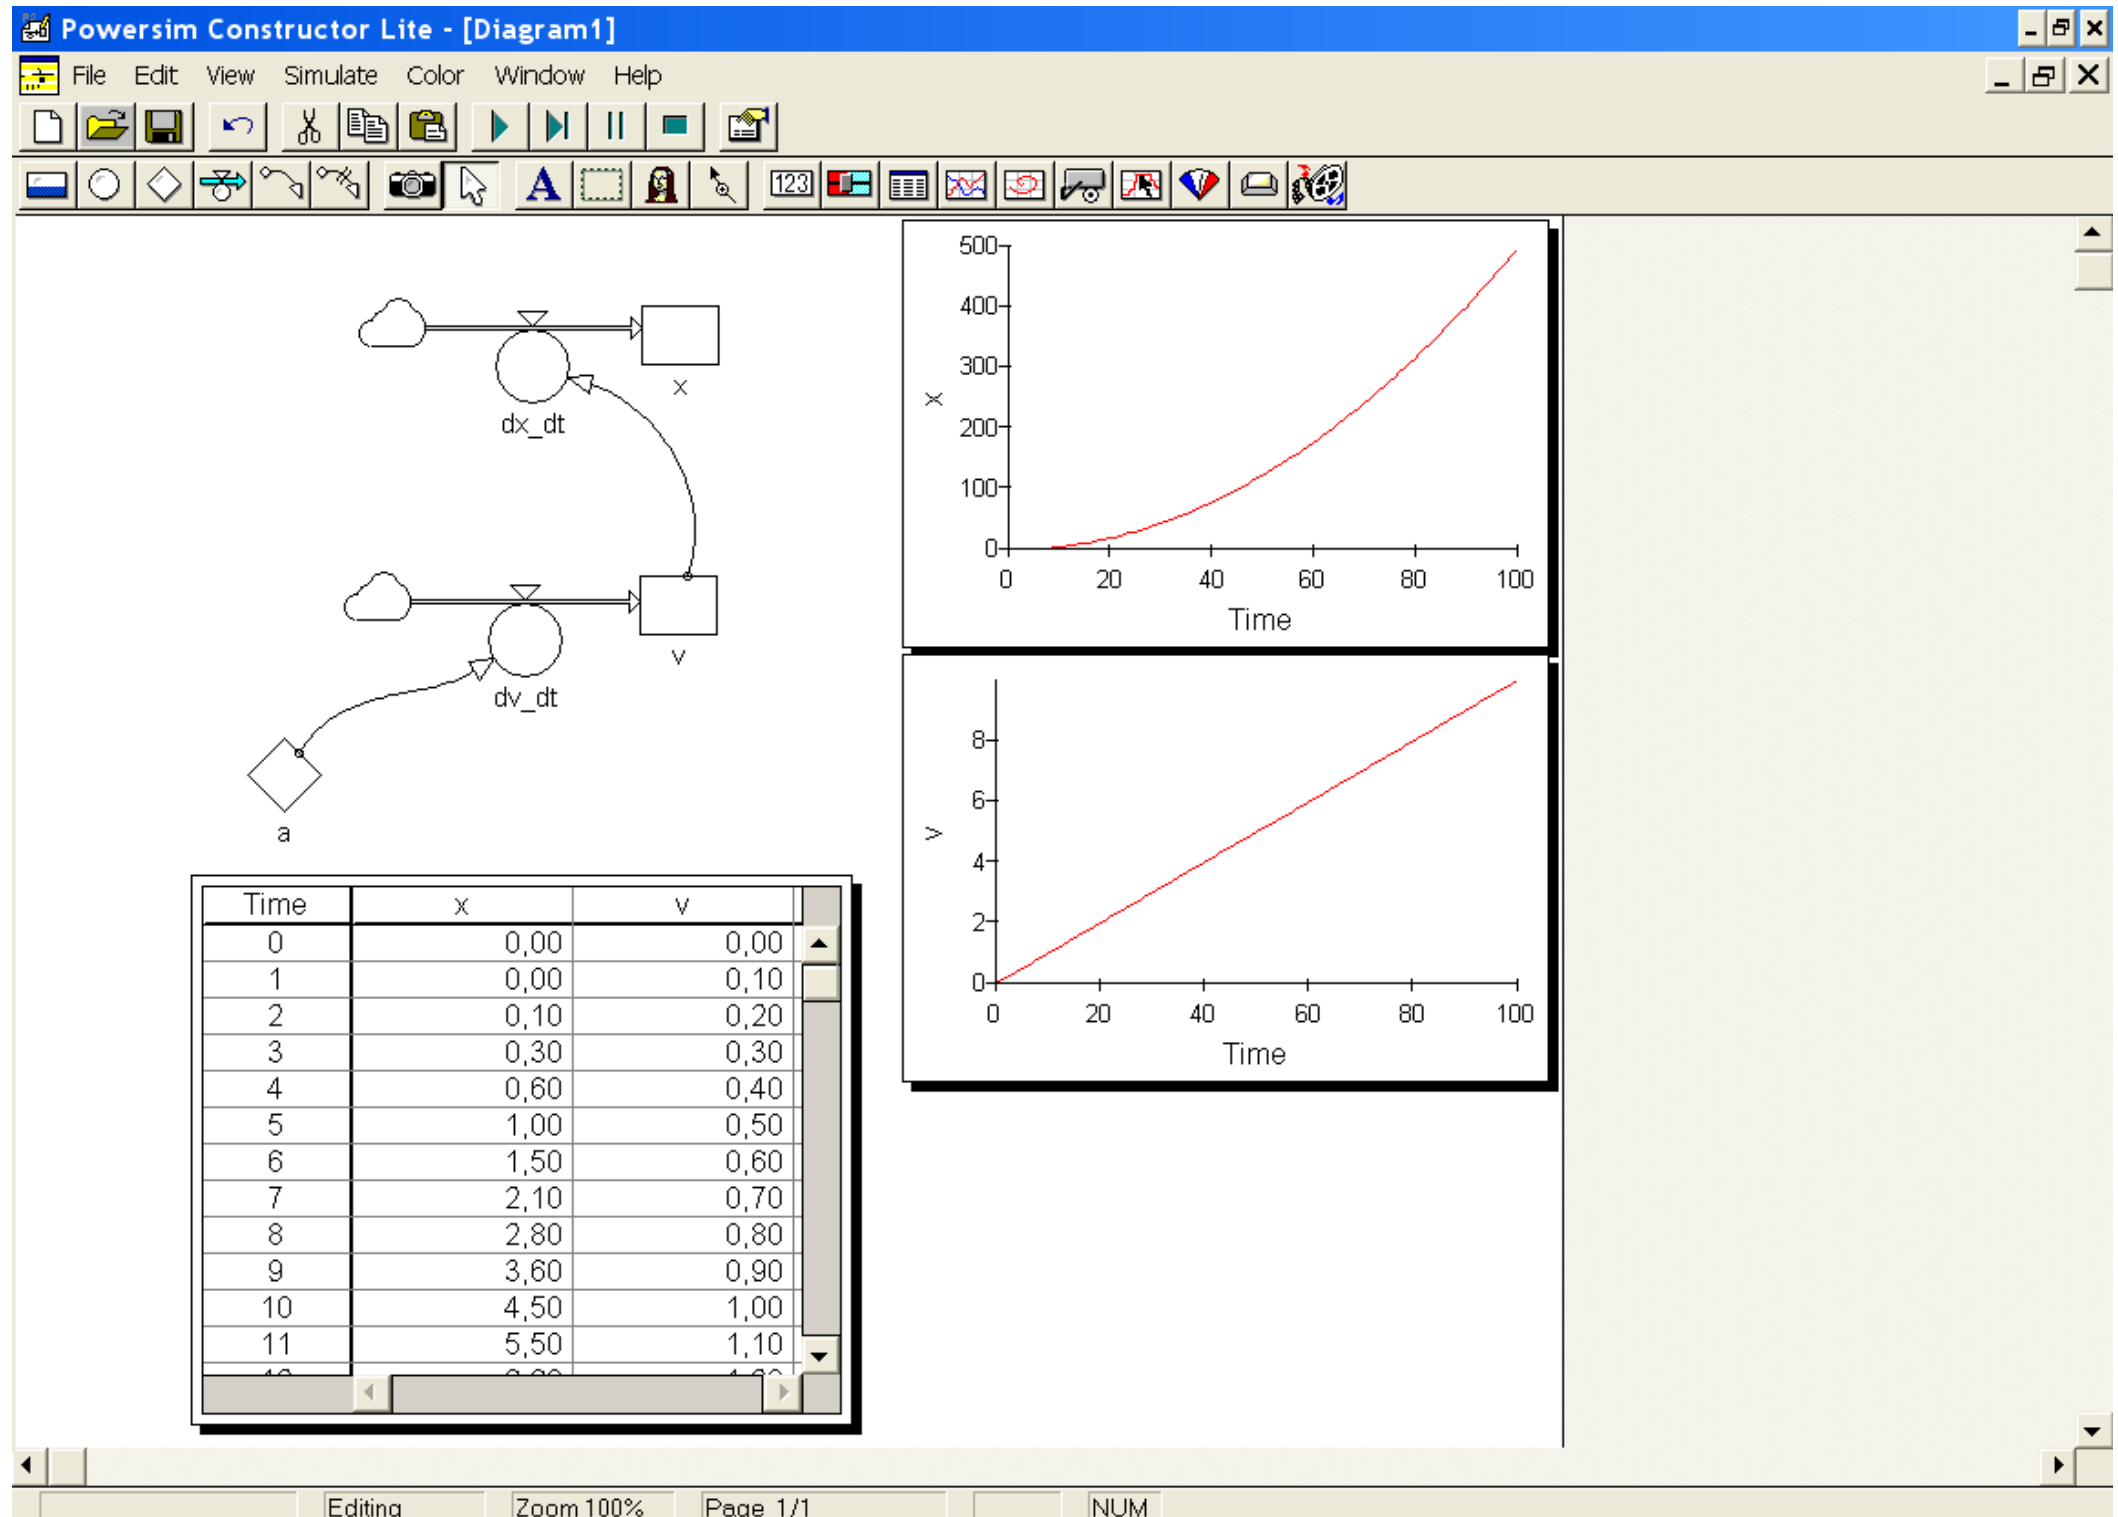 Powersim Constructor Lite - [Diagram1]
File Edit View Simulate Color Window Help
A 123
x
dx_dt
v
dv_dt
a
Time x v
0 0,00 0,00
1 0,00 0,10
2 0,10 0,20
3 0,30 0,30
4 0,60 0,40
5 1,00 0,50
6 1,50 0,60
7 2,10 0,70
8 2,80 0,80
9 3,60 0,90
10 4,50 1,00
11 5,50 1,10
500
400
300
200
100
0
x
0 20 40 60 80 100
Time
8
6
4
2
0
v
0 20 40 60 80 100
Time
Editing Zoom 100% Page 1/1 NUM